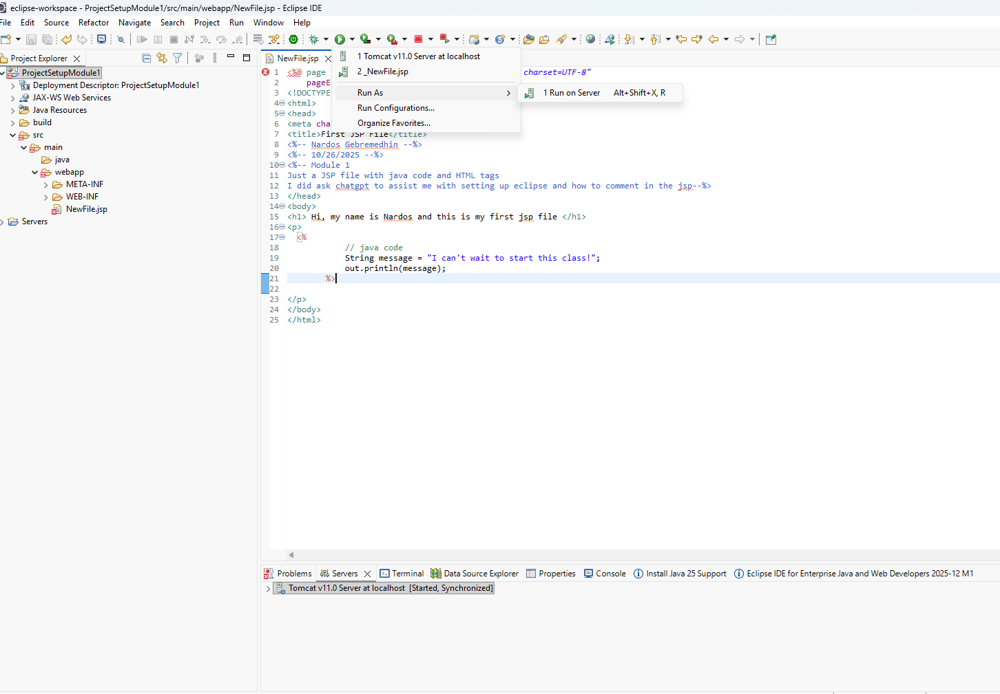 eclipse-workspace - ProjectSetupModule1/src/main/webapp/NewFile.jsp - Eclipse IDE
File Edit Source Refactor Navigate Search Project Run Window Help
Project Explorer
ProjectSetupModule1
Deployment Descriptor: ProjectSetupModule1
JAX-WS Web Services
Java Resources
build
src
main
java
webapp
META-INF
WEB-INF
NewFile.jsp
Servers
NewFile.jsp
1 Tomcat v11.0 Server at localhost
2 _NewFile.jsp
Run As
Run Configurations...
Organize Favorites...
1 Run on Server Alt+Shift+X, R
1 <%@ page charset=UTF-8"
2 pageE
3 <!DOCTYPE
4 <html>
5 <head>
6 <meta cha
7 <title>First JSP File</title>
8 <%-- Nardos Gebremedhin --%>
9 <%-- 10/26/2025 --%>
10 <%-- Module 1
11 Just a JSP file with java code and HTML tags
12 I did ask chatgpt to assist me with setting up eclipse and how to comment in the jsp--%>
13 </head>
14 <body>
15 <h1> Hi, my name is Nardos and this is my first jsp file </h1>
16 <p>
17 <%
18 // java code
19 String message = "I can't wait to start this class!";
20 out.println(message);
21 %>
22
23 </p>
24 </body>
25 </html>
Problems Servers Terminal Data Source Explorer Properties Console Install Java 25 Support Eclipse IDE for Enterprise Java and Web Developers 2025-12 M1
Tomcat v11.0 Server at localhost [Started, Synchronized]